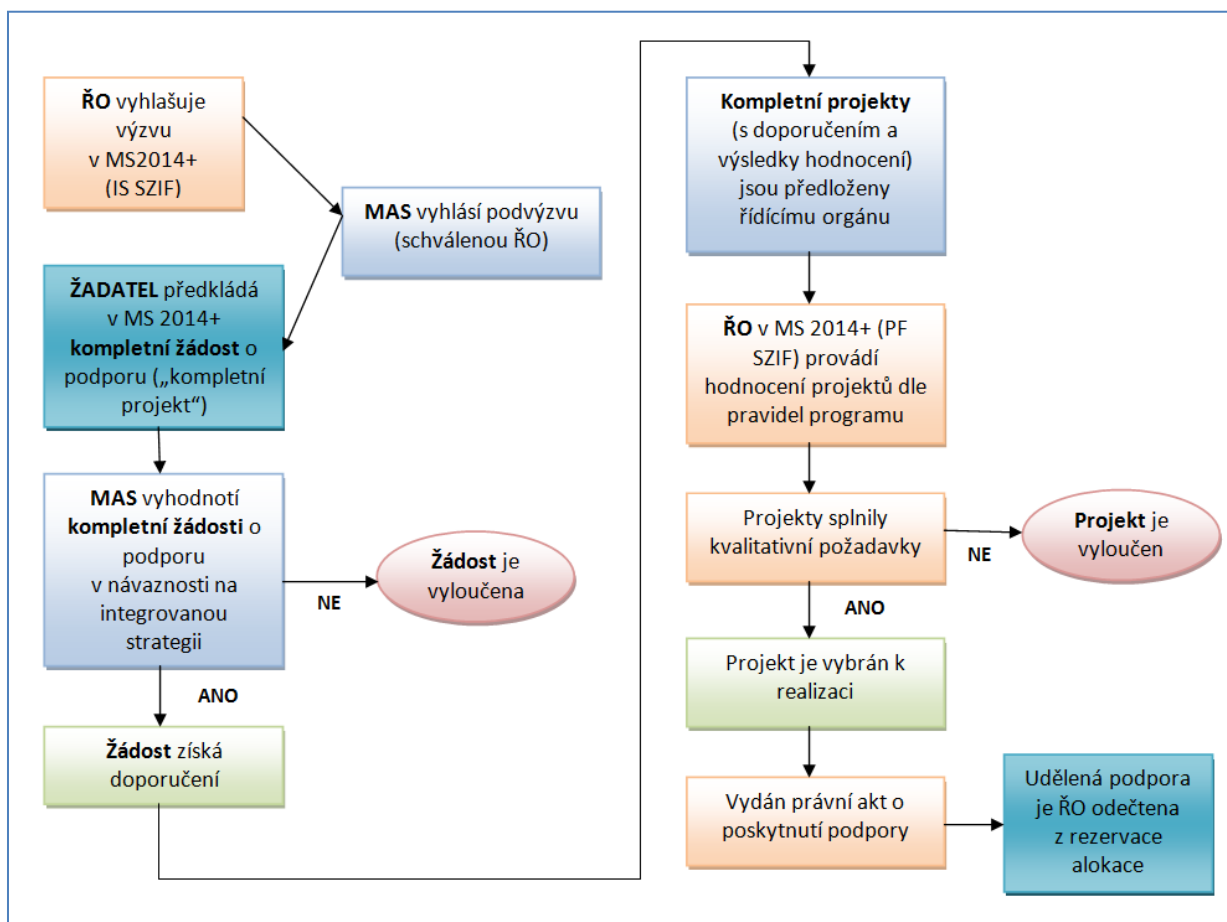 ŘO vyhlašuje
výzvu
v MS2014+
(IS SZIF)
MAS vyhlásí podvýzvu
(schválenou ŘO)
ŽADATEL předkládá
v MS 2014+
kompletní žádost o
podporu („kompletní
projekt“)
MAS vyhodnotí
kompletní žádosti o
podporu
v návaznosti na
integrovanou
strategii
NE
Žádost je
vyloučena
ANO
Žádost získá
doporučení
Kompletní projekty
(s doporučením a
výsledky hodnocení)
jsou předloženy
řídícímu orgánu
ŘO v MS 2014+ (PF
SZIF) provádí
hodnocení projektů dle
pravidel programu
Projekty splnily
kvalitativní požadavky
NE
Projekt je
vyloučen
ANO
Projekt je vybrán k
realizaci
Vydán právní akt o
poskytnutí podpory
Udělená podpora
je ŘO odečtena
z rezervace
alokace